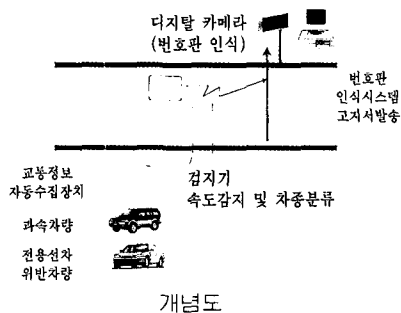 디지탈 카메라
(번호판 인식)
번호판
인식시스템
고지서발송
교통정보
자동수집장치
검지기
속도감지 및 차종분류
과속차량
전용선차
위반차량
개념도